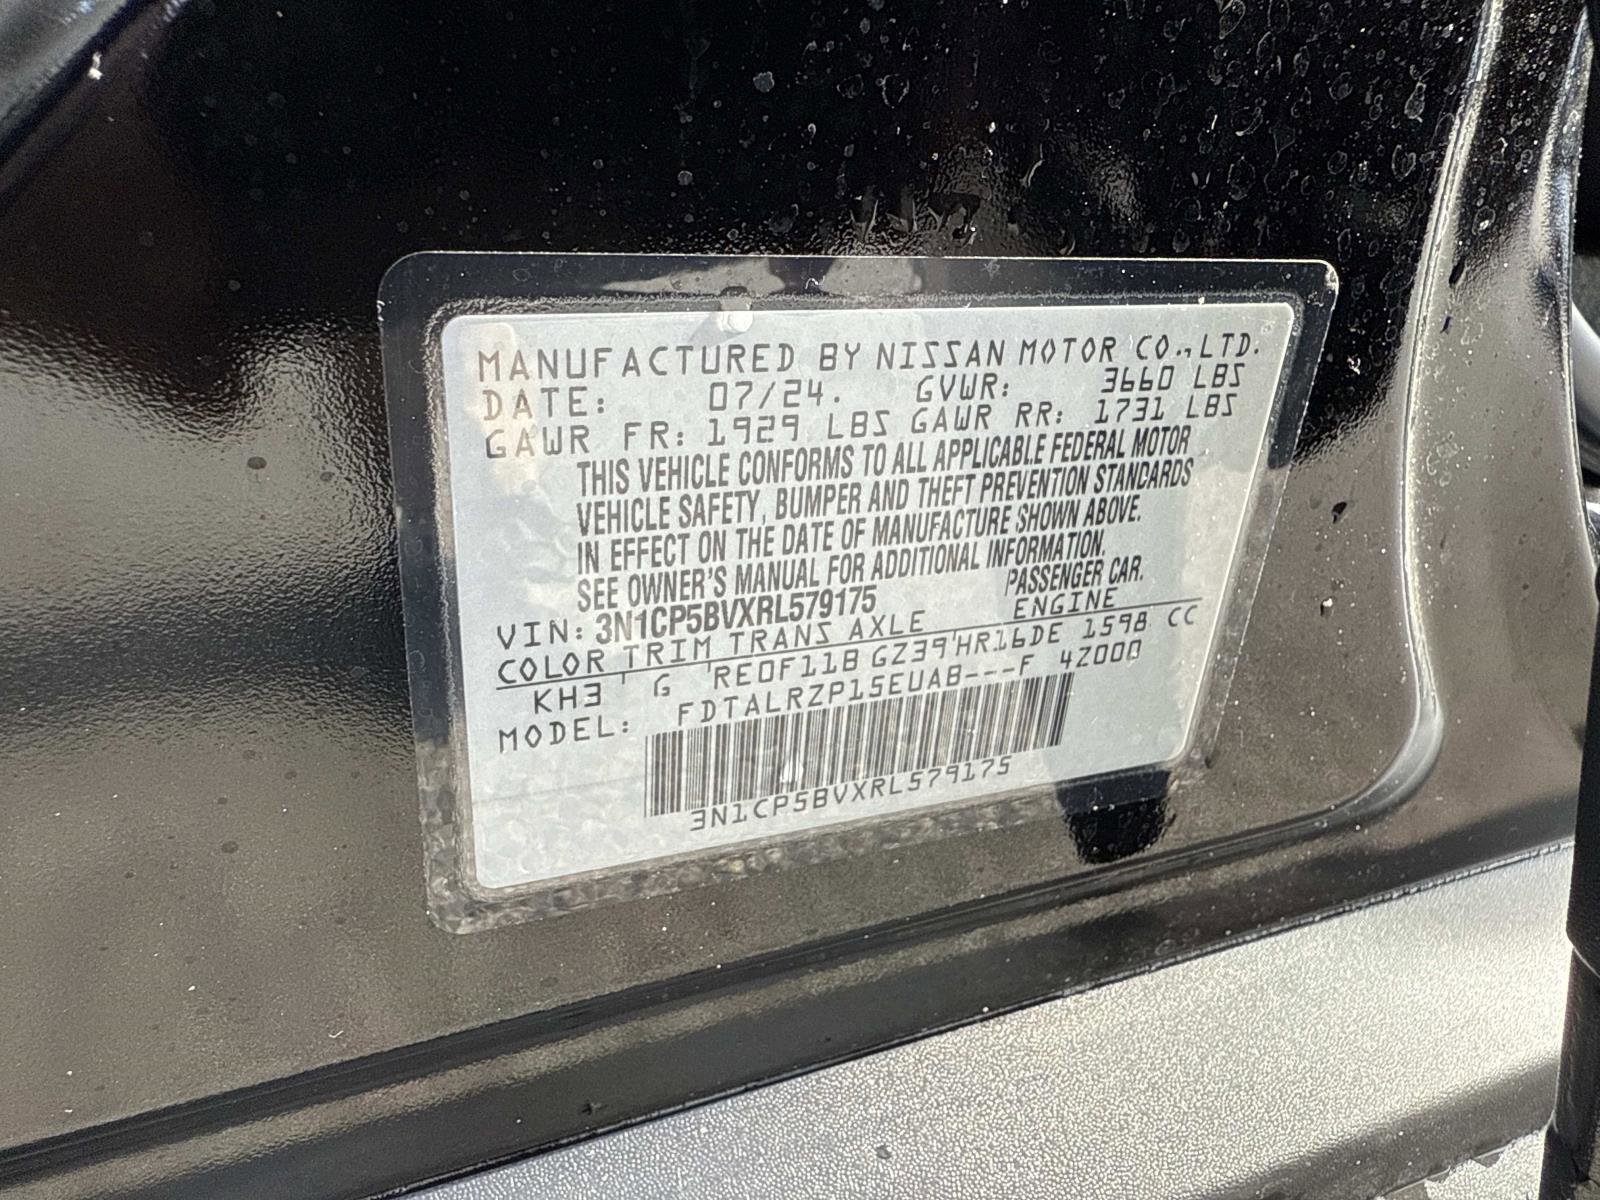 MANUFACTURED BY NISSAN MOTOR CO., LTD.
DATE: 07/24. GVWR: 3660 LBS
GAWR FR: 1929 LBS GAWR RR: 1731 LBS
THIS VEHICLE CONFORMS TO ALL APPLICABLE FEDERAL MOTOR
VEHICLE SAFETY, BUMPER AND THEFT PREVENTION STANDARDS
IN EFFECT ON THE DATE OF MANUFACTURE SHOWN ABOVE.
SEE OWNER'S MANUAL FOR ADDITIONAL INFORMATION.
VIN: 3N1CP5BVXRL579175 PASSENGER CAR.
COLOR TRIM TRANS AXLE ENGINE
KH3 G RE0F11B GZ39 HR16DE 1598 CC
MODEL: FDTALRZP15EUAB---F 4Z000
3N1CP5BVXRL579175